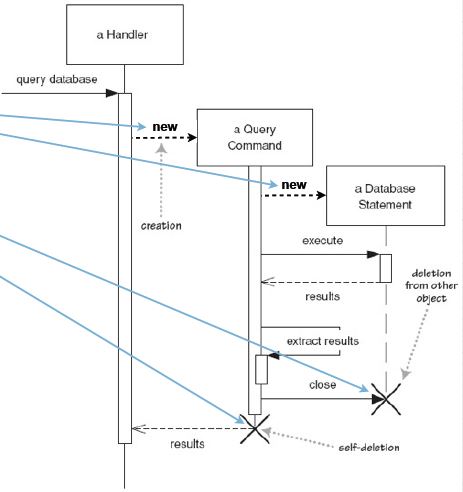 a Handler
query database
new
a Query
Command
creation
new
a Database
Statement
execute
deletion
from other
object
results
extract results
close
results
self-deletion